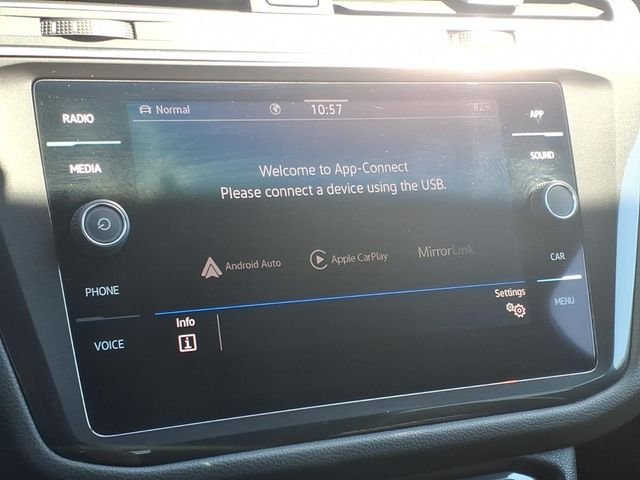 Normal
10:57
82°F
RADIO
MEDIA
PHONE
VOICE
Welcome to App-Connect
Please connect a device using the USB.
Android Auto
Apple CarPlay
MirrorLink
Info
Settings
APP
SOUND
CAR
MENU